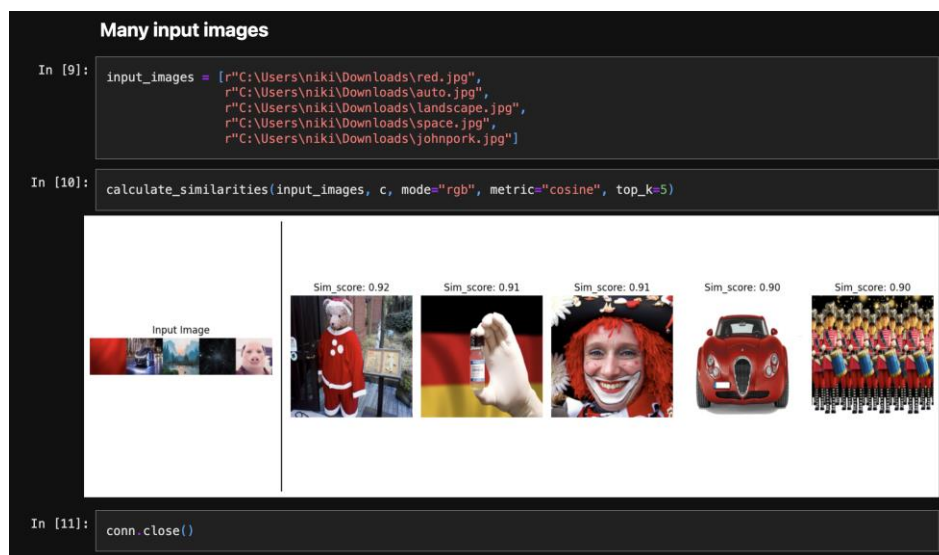 Many input images
In [9]:
input_images = [r"C:\Users\niki\Downloads\red.jpg",
r"C:\Users\niki\Downloads\auto.jpg",
r"C:\Users\niki\Downloads\landscape.jpg",
r"C:\Users\niki\Downloads\space.jpg",
r"C:\Users\niki\Downloads\johnpork.jpg"]
In [10]:
calculate_similarities(input_images, c, mode="rgb", metric="cosine", top_k=5)
Sim_score: 0.92 Sim_score: 0.91 Sim_score: 0.91 Sim_score: 0.90 Sim_score: 0.90
Input Image
In [11]:
conn.close()